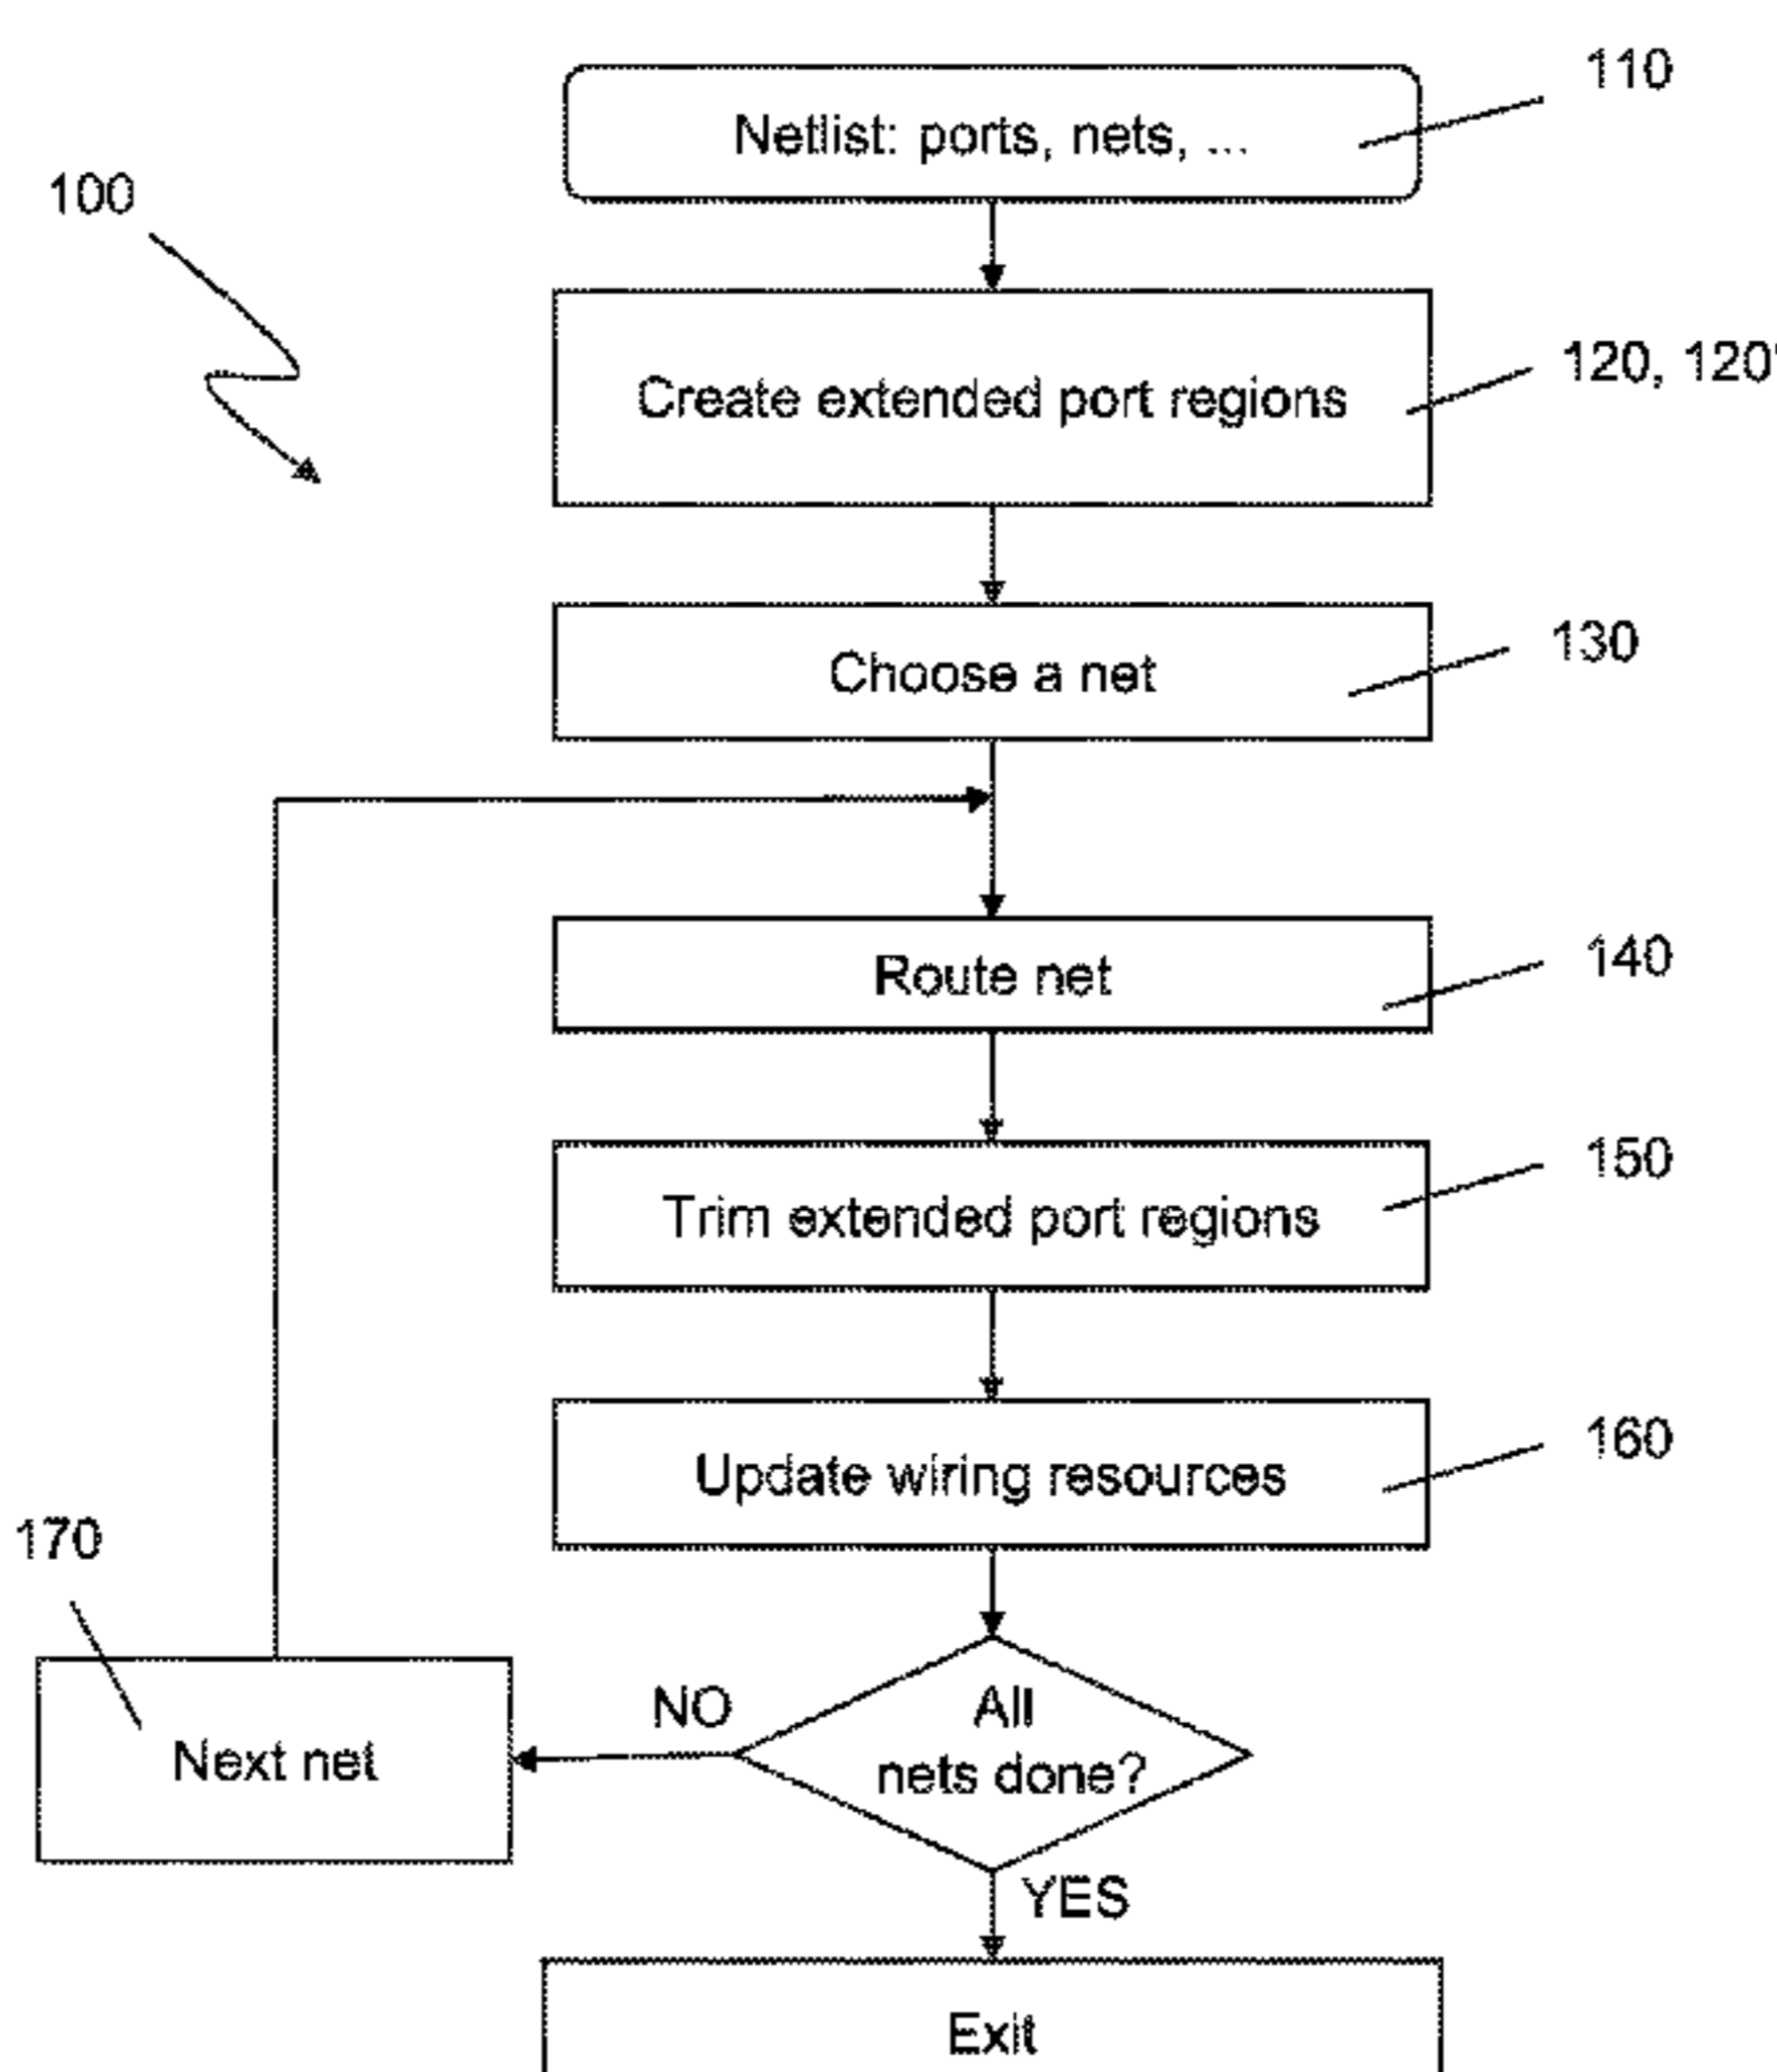 110
Netlist: ports, nets, ...
100
120, 120'
Create extended port regions
130
Choose a net
140
Route net
150
Trim extended port regions
160
Update wiring resources
170
NO
All
nets done?
Next net
YES
Exit